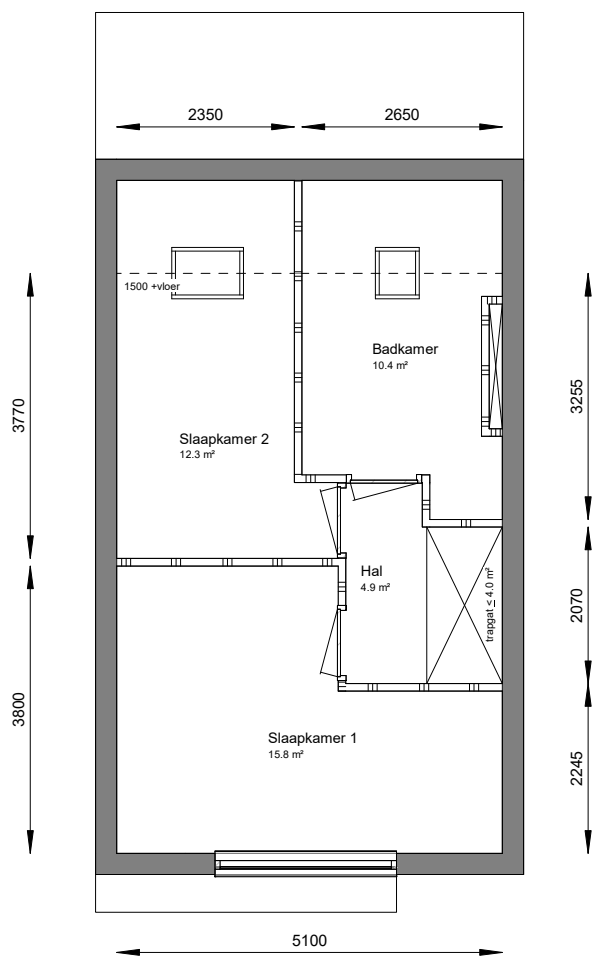 2350
2650
1500 +vloer
Badkamer
10.4 m²
3255
3770
Slaapkamer 2
12.3 m²
Hal
4.9 m²
trapgat ≤ 4.0 m²
2070
3800
Slaapkamer 1
15.8 m²
2245
5100